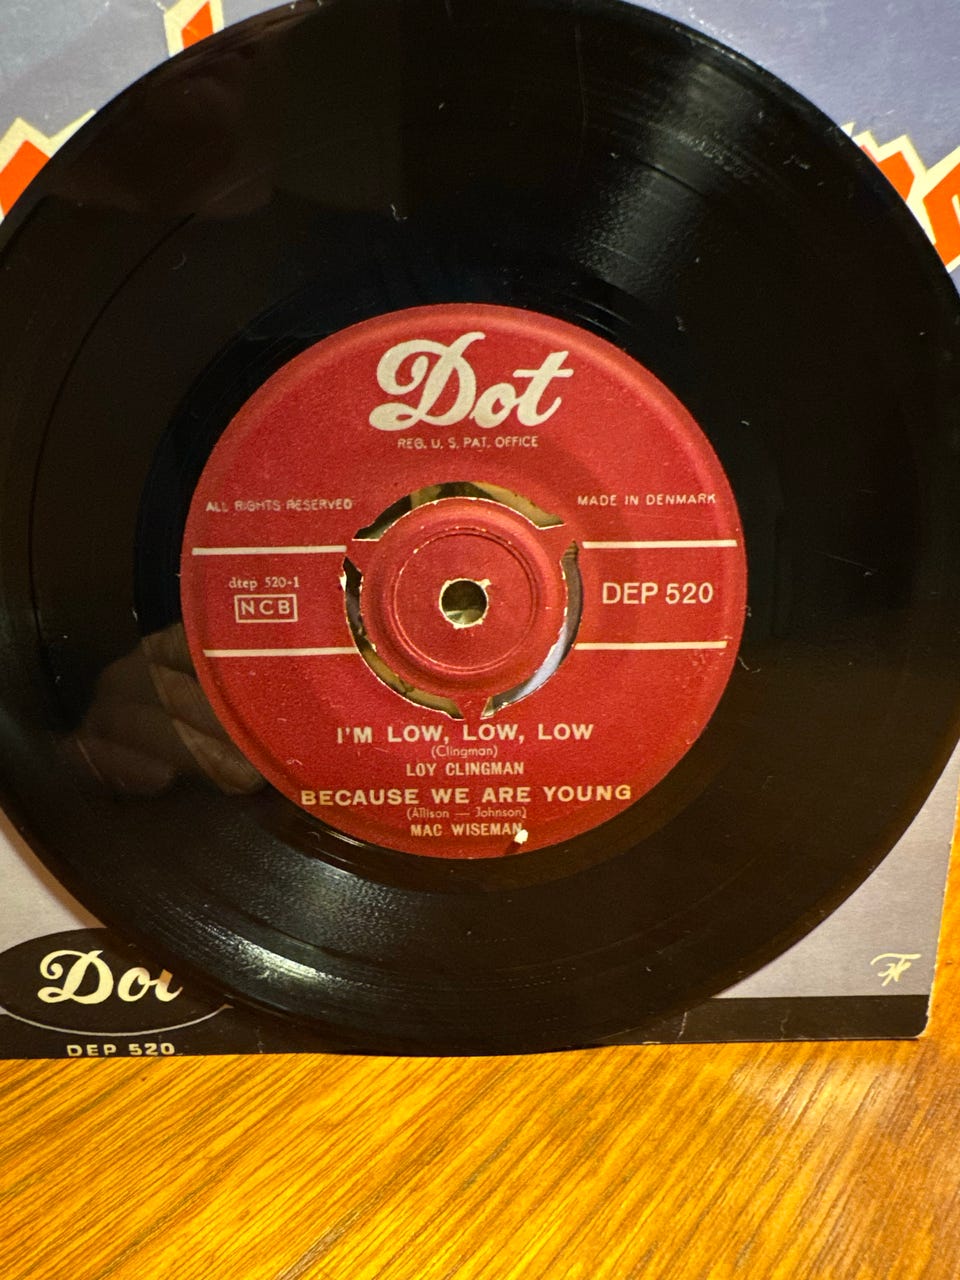 Dot
REG. U. S. PAT. OFFICE
ALL RIGHTS RESERVED
MADE IN DENMARK
dtep 520-1
NCB
DEP 520
I'M LOW, LOW, LOW
(Clingman)
LOY CLINGMAN
BECAUSE WE ARE YOUNG
(Allison — Johnson)
MAC WISEMAN
Dot
DEP 520